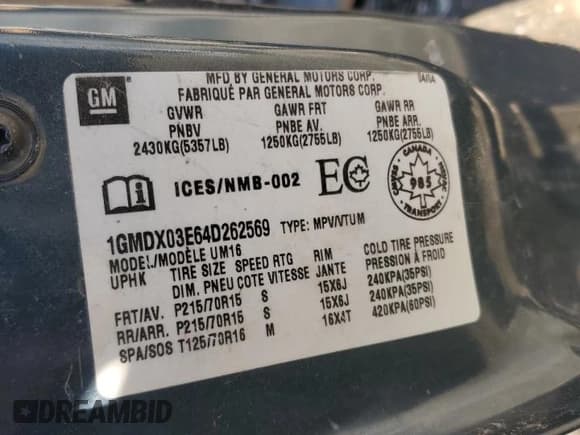 GM
MFD BY GENERAL MOTORS CORP.
FABRIQUÉ PAR GENERAL MOTORS CORP.
GVWR GAWR FRT GAWR RR
PNBV PNBE AV. PNBE ARR.
2430KG(5357LB) 1250KG(2755LB) 1250KG(2755LB)
ICES/NMB-002 EC CANADA 985
1GMDX03E64D262569 TYPE: MPV/VTUM
MODEL/MODÈLE UM16
UPHK TIRE SIZE SPEED RTG RIM COLD TIRE PRESSURE
DIM. PNEU COTE VITESSE JANTE PRESSION À FROID
FRT/AV. P215/70R15 S 15X6J 240KPA(35PSI)
RR/ARR. P215/70R15 S 15X6J 240KPA(35PSI)
SPA/SOS T125/70R16 M 16X4T 420KPA(60PSI)
DREAMBID